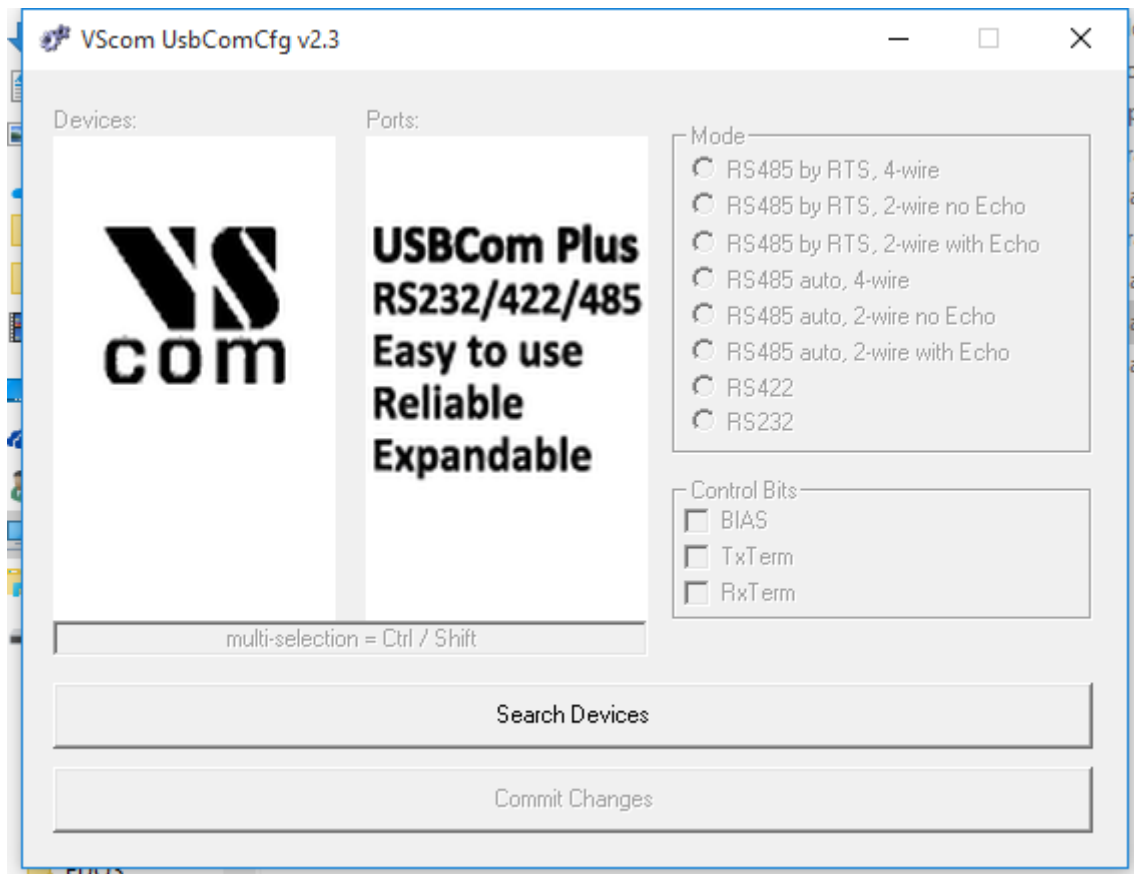 VScom UsbComCfg v2.3
Devices:
Ports:
VS
com
USBCom Plus
RS232/422/485
Easy to use
Reliable
Expandable
multi-selection = Ctrl / Shift
Mode
RS485 by RTS, 4-wire
RS485 by RTS, 2-wire no Echo
RS485 by RTS, 2-wire with Echo
RS485 auto, 4-wire
RS485 auto, 2-wire no Echo
RS485 auto, 2-wire with Echo
RS422
RS232
Control Bits
BIAS
TxTerm
RxTerm
Search Devices
Commit Changes